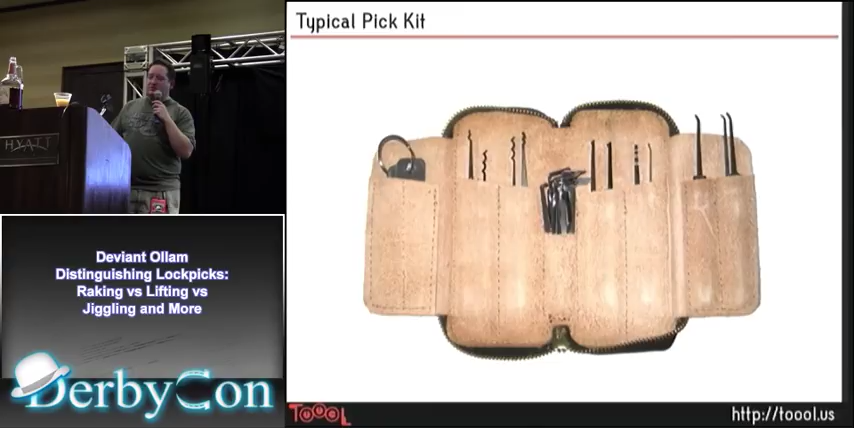 Typical Pick Kit
HYATT
Deviant Ollam
Distinguishing Lockpicks:
Raking vs Lifting vs
Jiggling and More
DerbyCon
TOOOL
http://toool.us